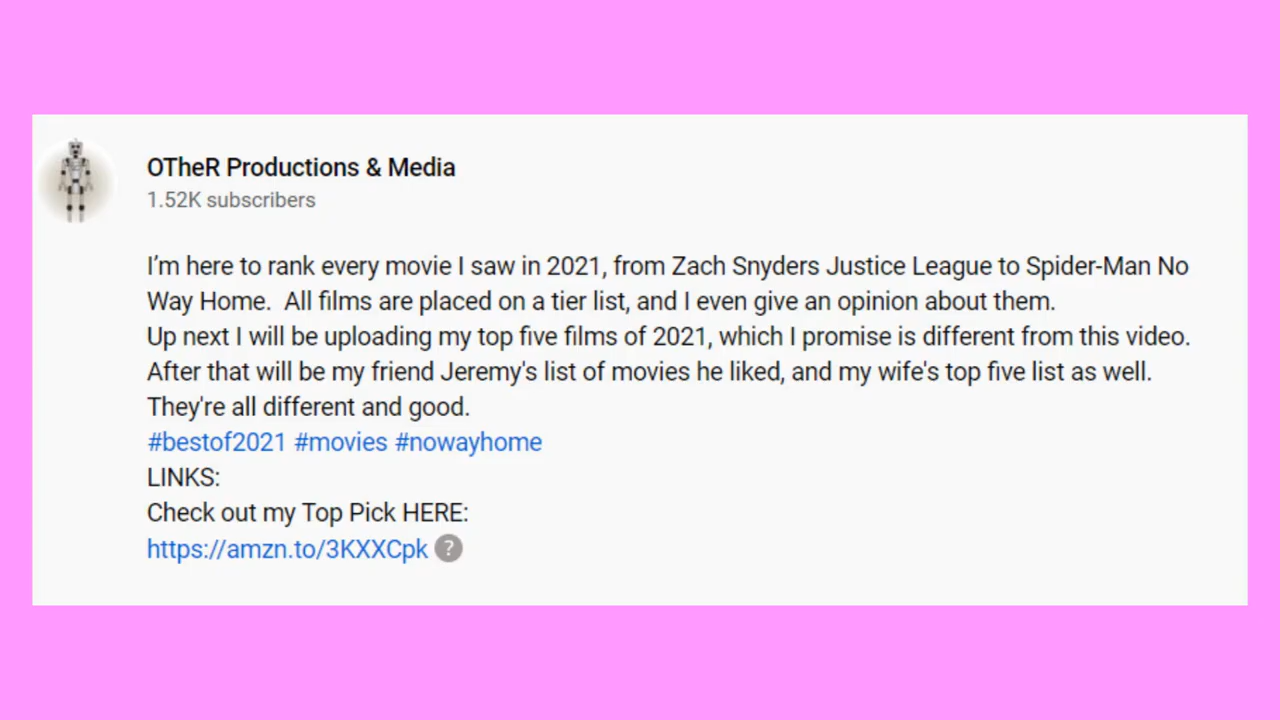 OTheR Productions & Media
1.52K subscribers
I’m here to rank every movie I saw in 2021, from Zach Snyders Justice League to Spider-Man No
Way Home.  All films are placed on a tier list, and I even give an opinion about them.
Up next I will be uploading my top five films of 2021, which I promise is different from this video.
After that will be my friend Jeremy's list of movies he liked, and my wife's top five list as well.
They're all different and good.
#bestof2021 #movies #nowayhome
LINKS:
Check out my Top Pick HERE:
https://amzn.to/3KXXCpk ?